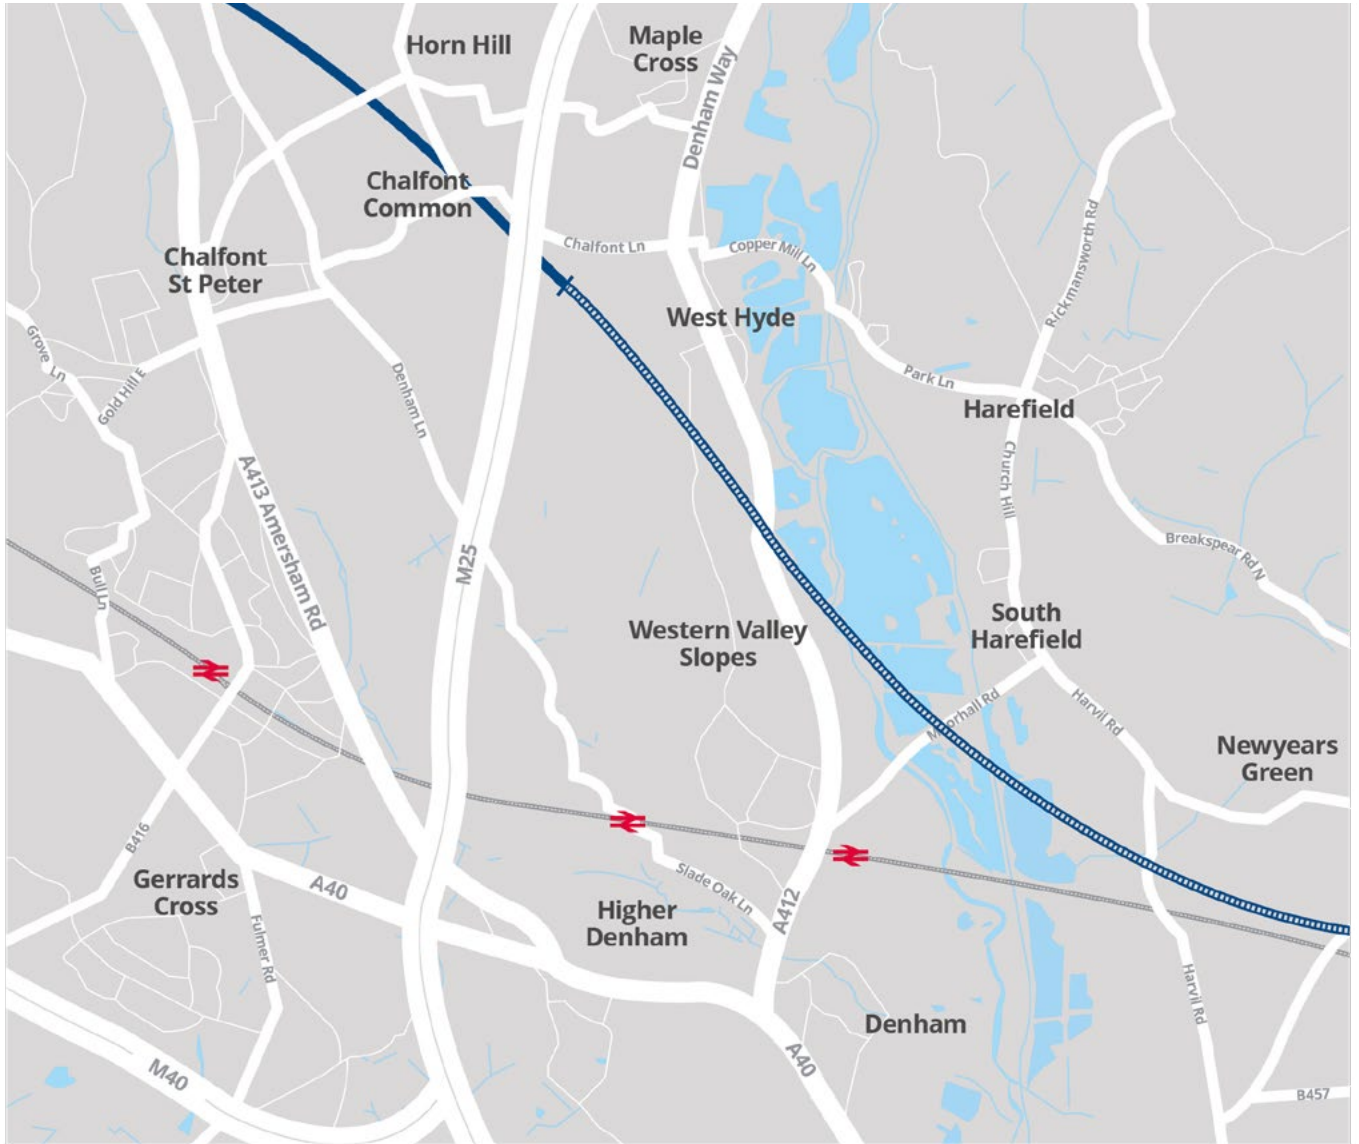 Horn Hill
Maple
Cross
Denham Way
Chalfont
Common
Chalfont
St Peter
Chalfont Ln
Copper Mill Ln
Rickmansworth Rd
West Hyde
Grove Ln
Gold Hill E
Denham Ln
Park Ln
Harefield
Church Hill
A413 Amersham Rd
M25
Breakspear Rd N
Bull Ln
Western Valley
Slopes
South
Harefield
Moorhall Rd
Harvil Rd
Newyears
Green
B416
Gerrards
Cross
A40
Fulmer Rd
Slade Oak Ln
A412
Higher
Denham
Harvil Rd
Denham
A40
M40
B457